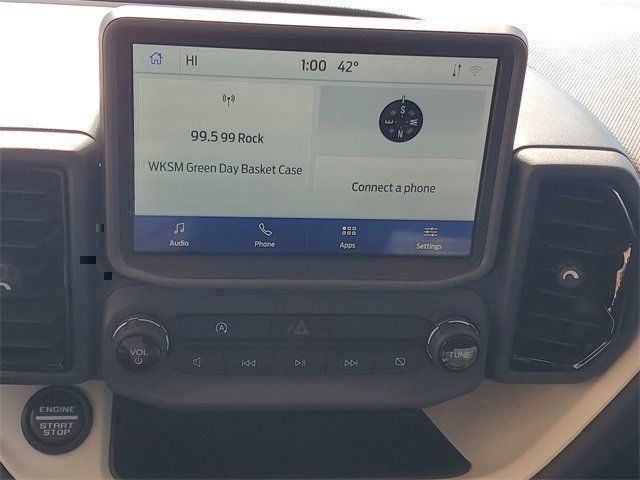 HI 1:00 42°
99.5 99 Rock
WKSM Green Day Basket Case
S
E W
N
Connect a phone
Audio Phone Apps Settings
A
VOL
TUNE
ENGINE
START
STOP